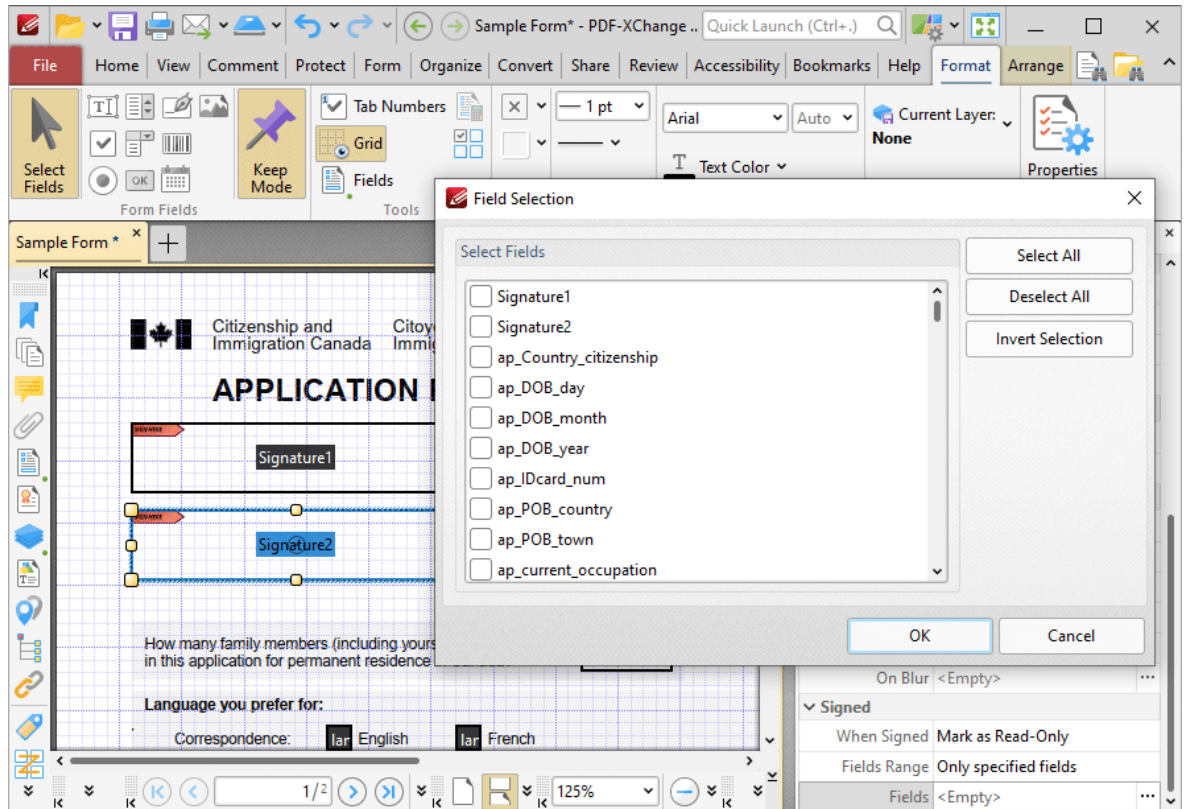 Sample Form* - PDF-XChange ..
Quick Launch (Ctrl+.)
File Home View Comment Protect Form Organize Convert Share Review Accessibility Bookmarks Help Format Arrange
Select Fields
OK
Form Fields
Keep Mode
Tab Numbers
Grid
Fields
Tools
1 pt
Arial
Auto
Text Color
Current Layer:
None
Properties
Sample Form *
Citizenship and
Immigration Canada
APPLICATION
Signature1
Signature2
How many family members (including yours
in this application for permanent residence
Language you prefer for:
Correspondence:
lar
English
lar
French
Field Selection
Select Fields
Signature1
Signature2
ap_Country_citizenship
ap_DOB_day
ap_DOB_month
ap_DOB_year
ap_IDcard_num
ap_POB_country
ap_POB_town
ap_current_occupation
Select All
Deselect All
Invert Selection
OK
Cancel
On Blur <Empty>
Signed
When Signed Mark as Read-Only
Fields Range Only specified fields
Fields <Empty>
1/2
125%